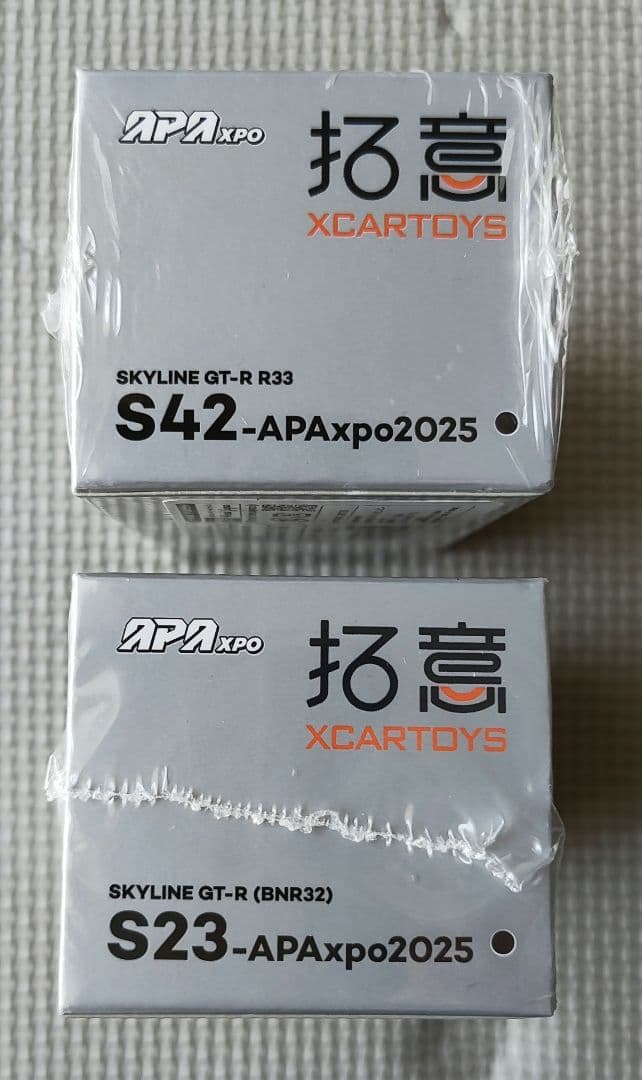 APAXPO
拓意
XCARTOYS
SKYLINE GT-R R33
S42-APAxpo2025
APAXPO
拓意
XCARTOYS
SKYLINE GT-R (BNR32)
S23-APAxpo2025